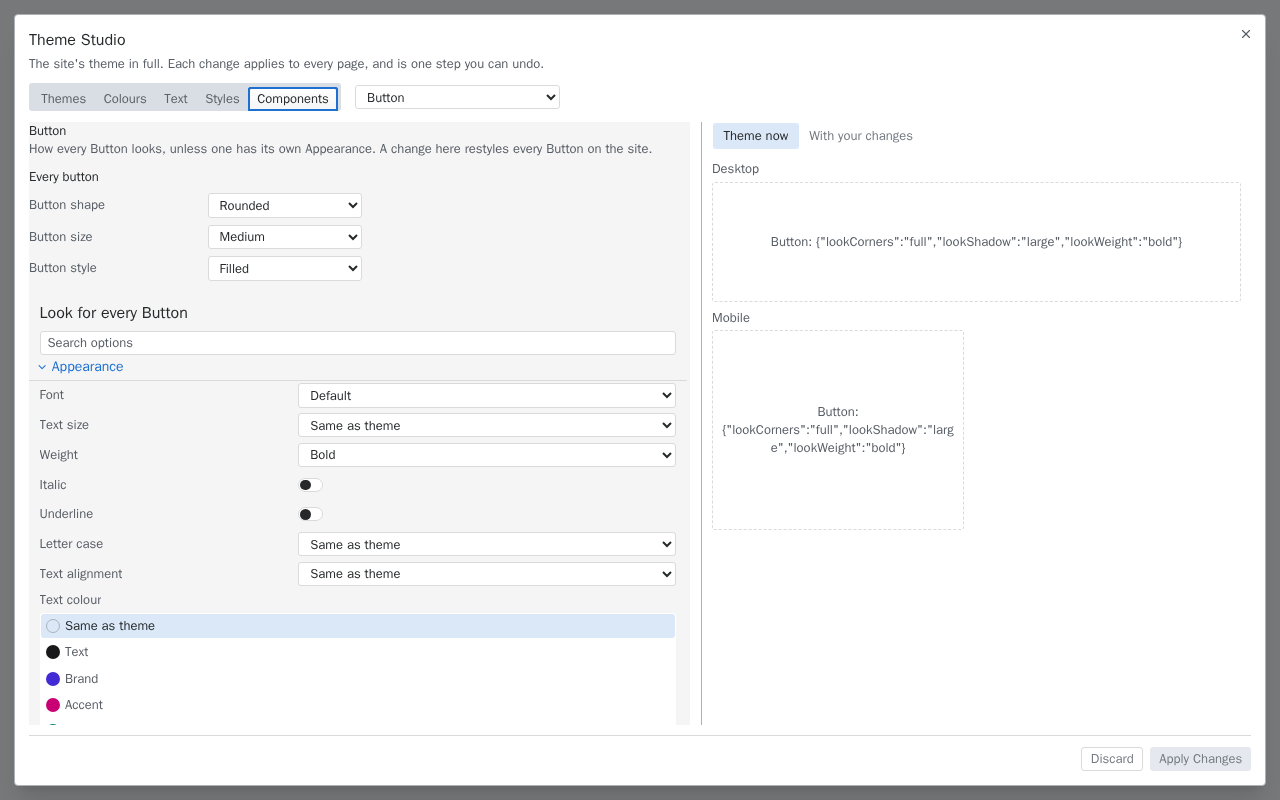 Theme Studio
The site's theme in full. Each change applies to every page, and is one step you can undo.
Themes Colours Text Styles Components Button
Button
How every Button looks, unless one has its own Appearance. A change here restyles every Button on the site.
Every button
Button shape Rounded
Button size Medium
Button style Filled
Look for every Button
Search options
Appearance
Font Default
Text size Same as theme
Weight Bold
Italic
Underline
Letter case Same as theme
Text alignment Same as theme
Text colour
Same as theme
Text
Brand
Accent
Theme now With your changes
Desktop
Button: {"lookCorners":"full","lookShadow":"large","lookWeight":"bold"}
Mobile
Button:
{"lookCorners":"full","lookShadow":"larg
e","lookWeight":"bold"}
Discard Apply Changes